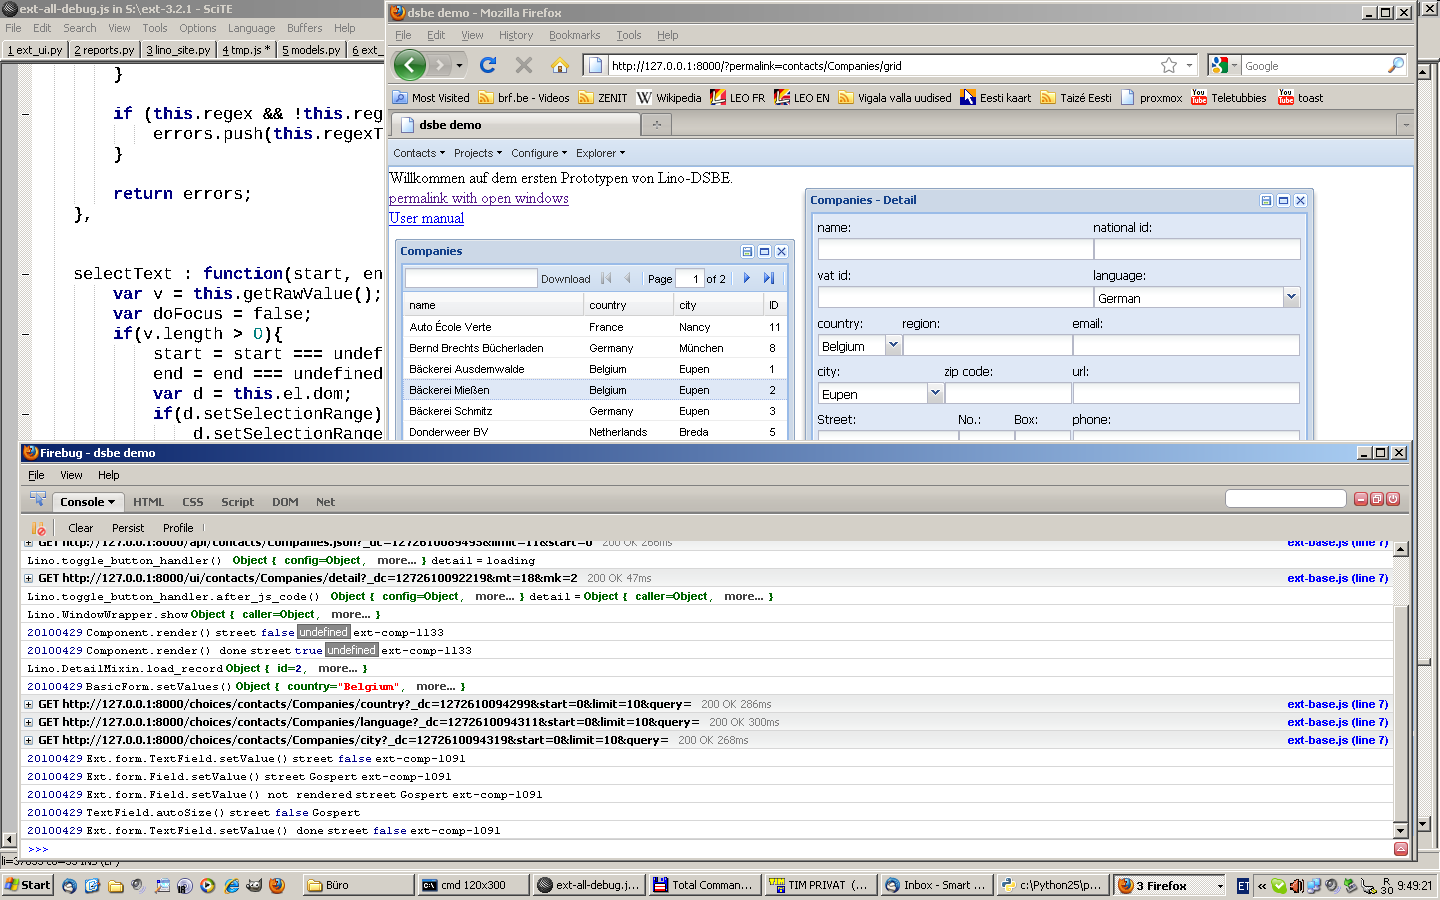 ext-all-debug.js in S:\ext-3.2.1 - SciTE
File Edit Search View Tools Options Language Buffers Help
1 ext_ui.py 2 reports.py 3 lino_site.py 4 tmp.js * 5 models.py 6 ext_
}
if (this.regex && !this.reg
errors.push(this.regexT
}
return errors;
},
selectText : function(start, en
var v = this.getRawValue();
var doFocus = false;
if(v.length > 0){
start = start === undef
end = end === undefined
var d = this.el.dom;
if(d.setSelectionRange)
d.setSelectionRange
dsbe demo - Mozilla Firefox
File Edit View History Bookmarks Tools Help
http://127.0.0.1:8000/?permalink=contacts/Companies/grid
Google
Most Visited brf.be - Videos ZENIT Wikipedia LEO FR LEO EN Vigala valla uudised Eesti kaart Taizé Eesti proxmox Teletubbies toast
dsbe demo
Contacts Projects Configure Explorer
Willkommen auf dem ersten Prototypen von Lino-DSBE.
permalink with open windows
User manual
Companies
Download Page 1 of 2
name country city ID
Auto École Verte France Nancy 11
Bernd Brechts Bücherladen Germany München 8
Bäckerei Ausdemwalde Belgium Eupen 1
Bäckerei Mießen Belgium Eupen 2
Bäckerei Schmitz Germany Eupen 3
Donderweer BV Netherlands Breda 5
Companies - Detail
name: national id:
vat id: language:
German
country: region: email:
Belgium
city: zip code: url:
Eupen
Street: No.: Box: phone:
Firebug - dsbe demo
File View Help
Console HTML CSS Script DOM Net
Clear Persist Profile
GET http://127.0.0.1:8000/api/contacts/Companies.json?_dc=1272610089495&limit=11&start=0 200 OK 266ms ext-base.js (line 7)
Lino.toggle_button_handler() Object { config=Object, more... } detail = loading
GET http://127.0.0.1:8000/ui/contacts/Companies/detail?_dc=1272610092219&mt=18&mk=2 200 OK 47ms ext-base.js (line 7)
Lino.toggle_button_handler.after_js_code() Object { config=Object, more... } detail = Object { caller=Object, more... }
Lino.WindowWrapper.show Object { caller=Object, more... }
20100429 Component.render() street false undefined ext-comp-1133
20100429 Component.render() done street true undefined ext-comp-1133
Lino.DetailMixin.load_record Object { id=2, more... }
20100429 BasicForm.setValues() Object { country="Belgium", more... }
GET http://127.0.0.1:8000/choices/contacts/Companies/country?_dc=1272610094299&start=0&limit=10&query= 200 OK 286ms ext-base.js (line 7)
GET http://127.0.0.1:8000/choices/contacts/Companies/language?_dc=1272610094311&start=0&limit=10&query= 200 OK 300ms ext-base.js (line 7)
GET http://127.0.0.1:8000/choices/contacts/Companies/city?_dc=1272610094319&start=0&limit=10&query= 200 OK 268ms ext-base.js (line 7)
20100429 Ext.form.TextField.setValue() street false ext-comp-1091
20100429 Ext.form.Field.setValue() street Gospert ext-comp-1091
20100429 Ext.form.Field.setValue() not rendered street Gospert ext-comp-1091
20100429 TextField.autoSize() street false Gospert
20100429 Ext.form.TextField.setValue() done street false ext-comp-1091
>>>
Start Büro cmd 120x300 ext-all-debug.j... Total Comman... TIM PRIVAT (... Inbox - Smart ... c:\Python25\p... 3 Firefox ET « R 30 9:49:21